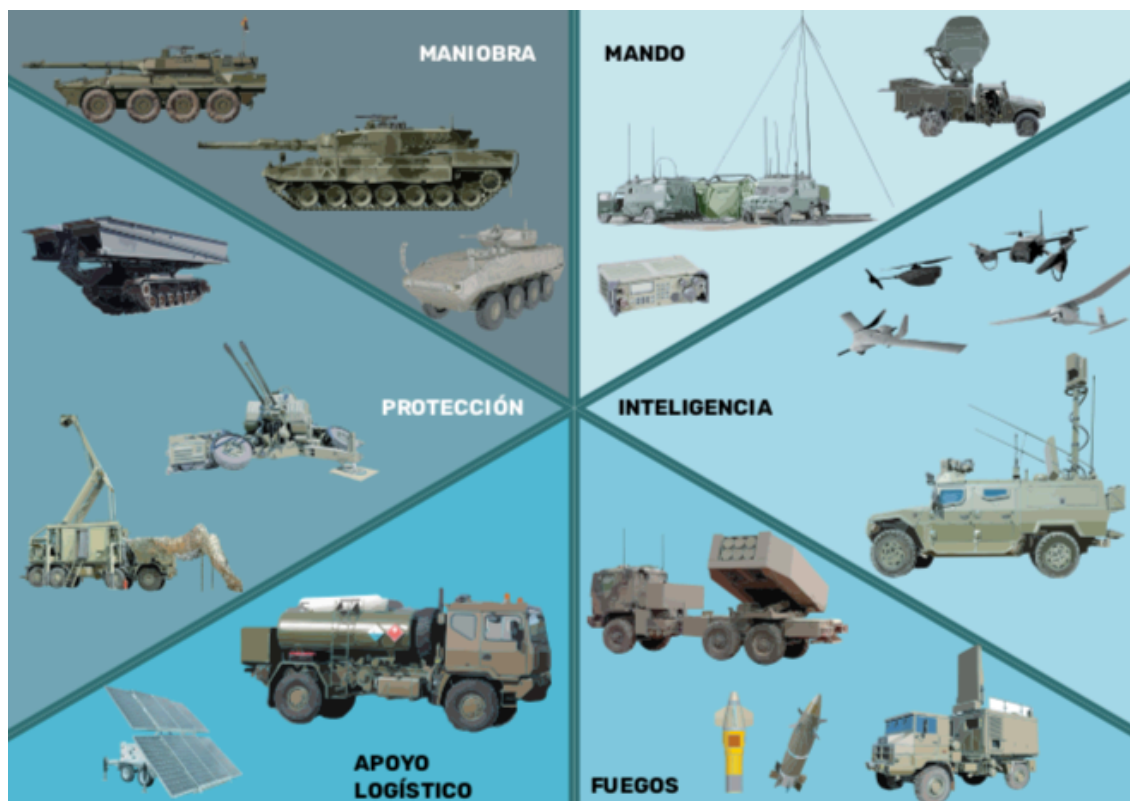 MANIOBRA
MANDO
PROTECCIÓN
INTELIGENCIA
APOYO
LOGÍSTICO
FUEGOS